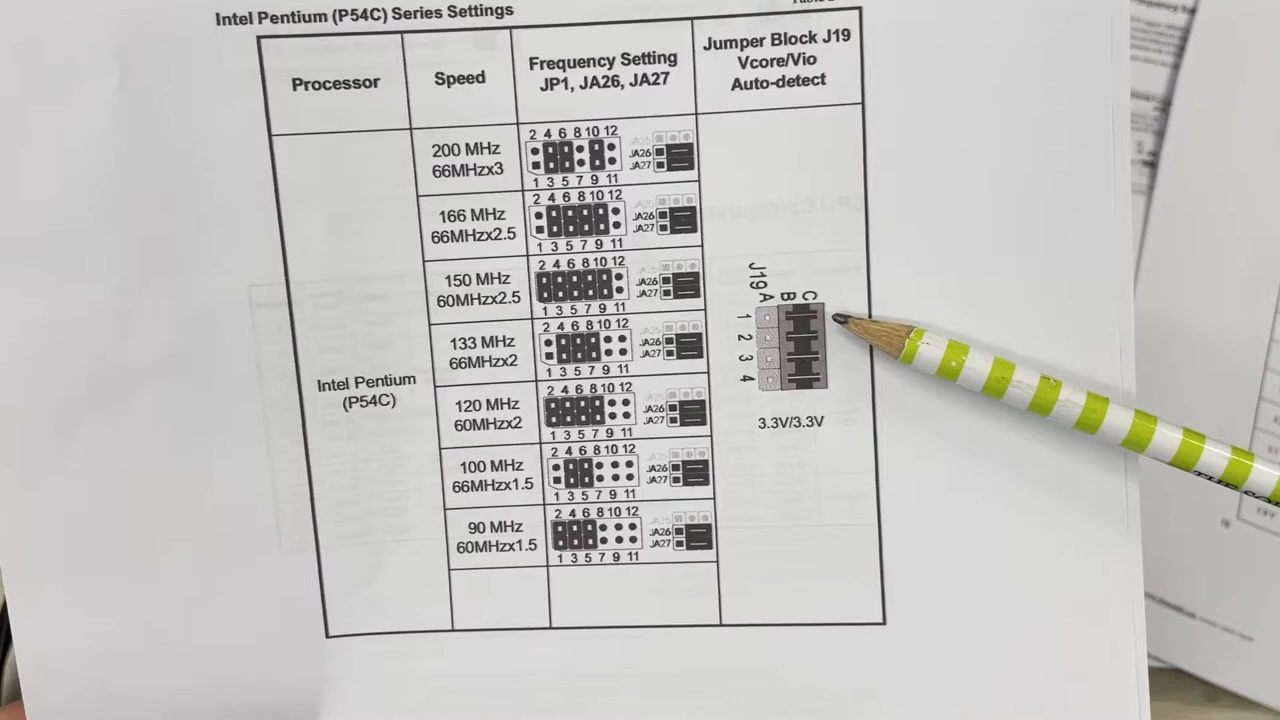 Intel Pentium (P54C) Series Settings
Processor
Speed
Frequency Setting
JP1, JA26, JA27
Jumper Block J19
Vcore/Vio
Auto-detect
Intel Pentium
(P54C)
200 MHz
66MHzx3
2 4 6 8 10 12
1 3 5 7 9 11
JA25
JA26
JA27
166 MHz
66MHzx2.5
2 4 6 8 10 12
1 3 5 7 9 11
JA25
JA26
JA27
150 MHz
60MHzx2.5
2 4 6 8 10 12
1 3 5 7 9 11
JA25
JA26
JA27
133 MHz
66MHzx2
2 4 6 8 10 12
1 3 5 7 9 11
JA25
JA26
JA27
120 MHz
60MHzx2
2 4 6 8 10 12
1 3 5 7 9 11
JA25
JA26
JA27
100 MHz
66MHzx1.5
2 4 6 8 10 12
1 3 5 7 9 11
JA25
JA26
JA27
90 MHz
60MHzx1.5
2 4 6 8 10 12
1 3 5 7 9 11
JA25
JA26
JA27
J19
A B C
1
2
3
4
3.3V/3.3V